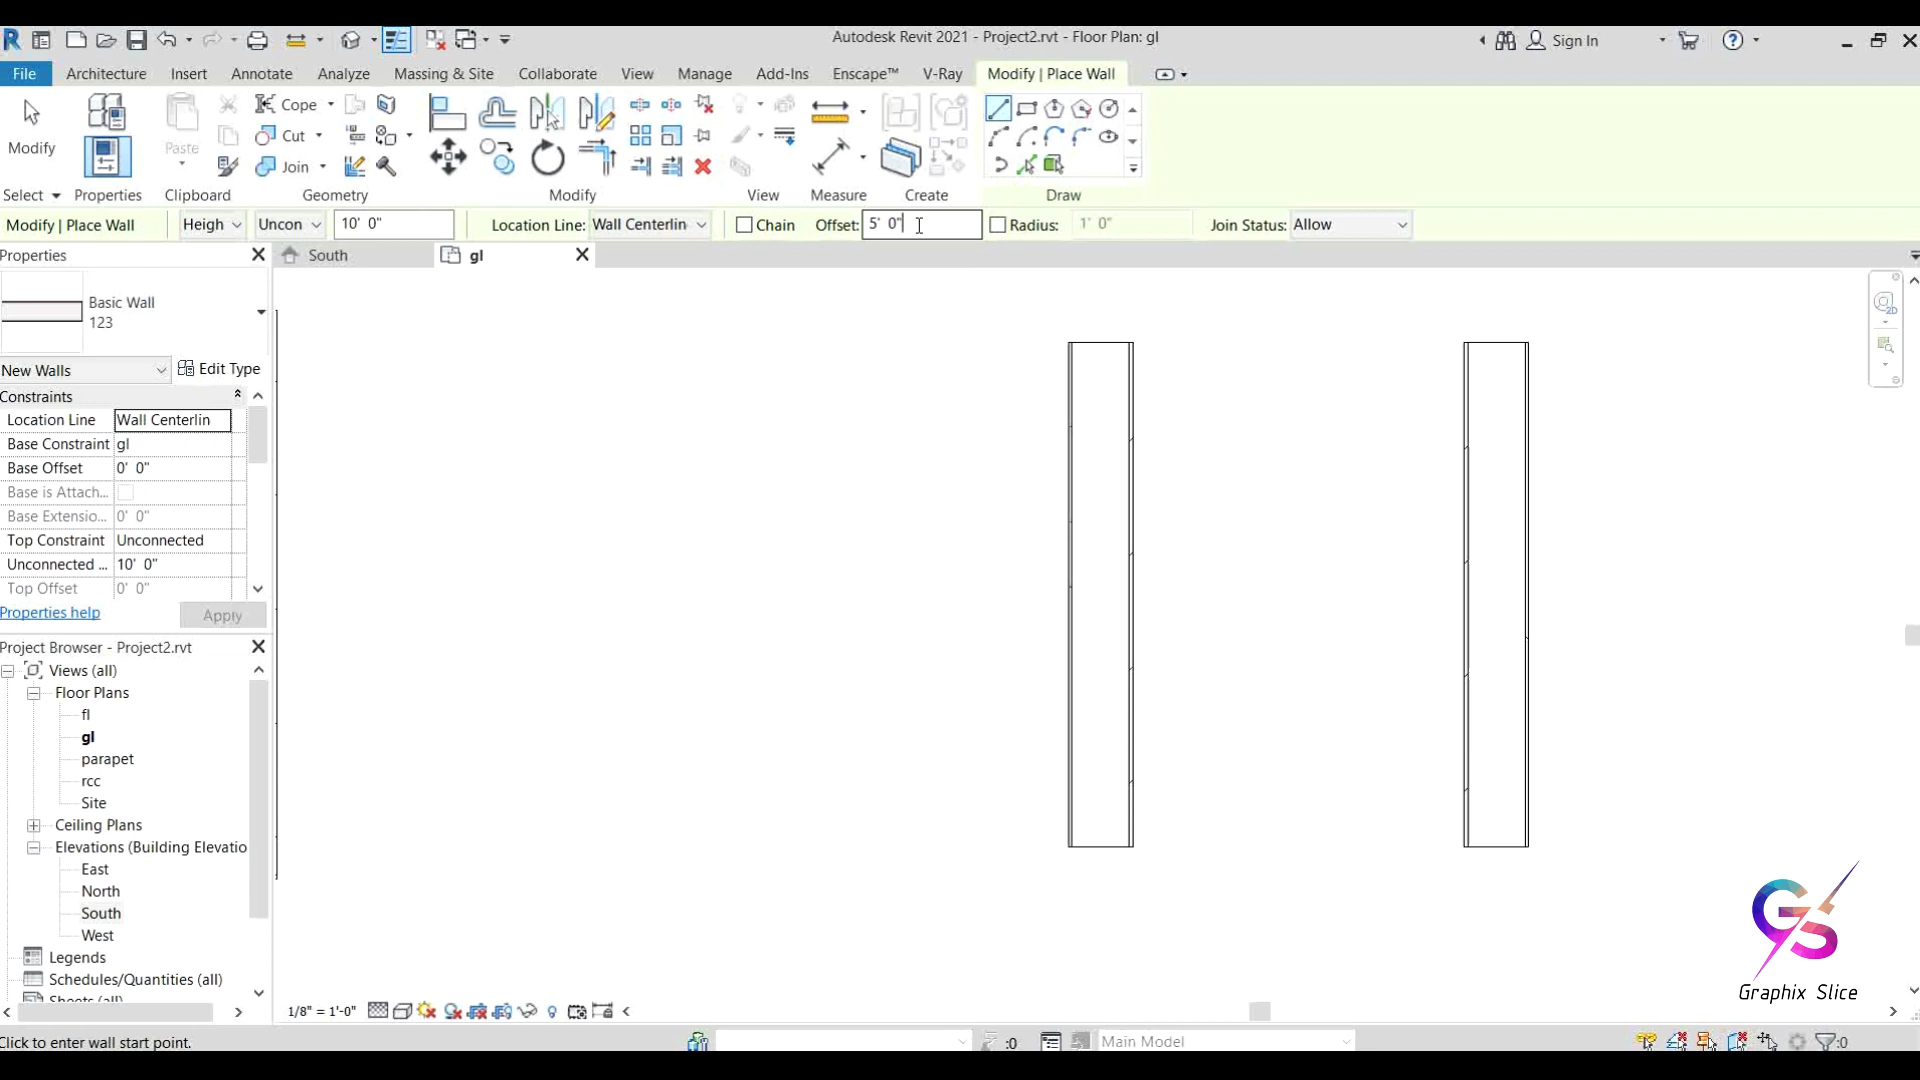 Autodesk Revit 2021 - Project2.rvt - Floor Plan: gl
Sign In
File Architecture Insert Annotate Analyze Massing & Site Collaborate View Manage Add-Ins Enscape™ V-Ray Modify | Place Wall
Modify
Paste
Cope
Cut
Join
Select Properties Clipboard Geometry Modify View Measure Create Draw
Modify | Place Wall Heigh Uncon 10' 0" Location Line: Wall Centerlin Chain Offset: 5' 0" Radius: 1' 0" Join Status: Allow
Properties
South
gl
Basic Wall
123
New Walls
Edit Type
Constraints
Location Line Wall Centerlin
Base Constraint gl
Base Offset 0' 0"
Base is Attach...
Base Extensio... 0' 0"
Top Constraint Unconnected
Unconnected ... 10' 0"
Top Offset 0' 0"
Properties help
Apply
Project Browser - Project2.rvt
Views (all)
Floor Plans
fl
gl
parapet
rcc
Site
Ceiling Plans
Elevations (Building Elevatio
East
North
South
West
Legends
Schedules/Quantities (all)
Sheets (all)
2D
GS
Graphix Slice
1/8" = 1'-0"
Click to enter wall start point.
:0
Main Model
:0